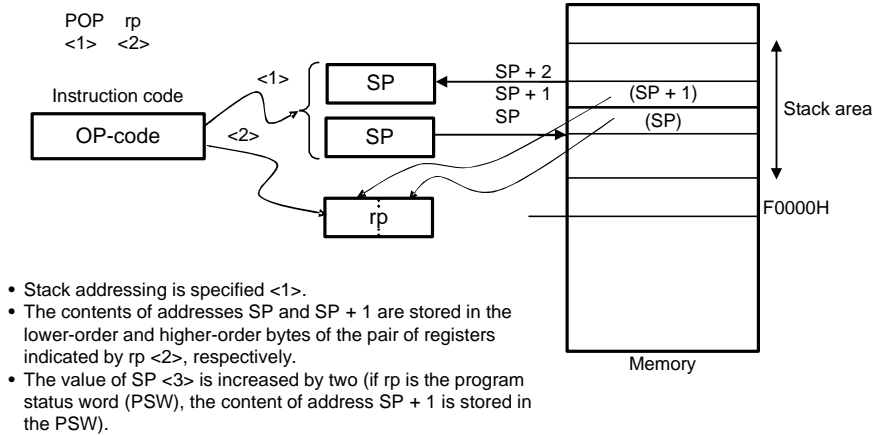 POP rp
<1> <2>
<1>
SP
SP + 2
SP + 1
(SP + 1)
Instruction code
SP
(SP)
Stack area
OP-code
<2>
SP
rp
F0000H
Memory
• Stack addressing is specified <1>.
• The contents of addresses SP and SP + 1 are stored in the
lower-order and higher-order bytes of the pair of registers
indicated by rp <2>, respectively.
• The value of SP <3> is increased by two (if rp is the program
status word (PSW), the content of address SP + 1 is stored in
the PSW).